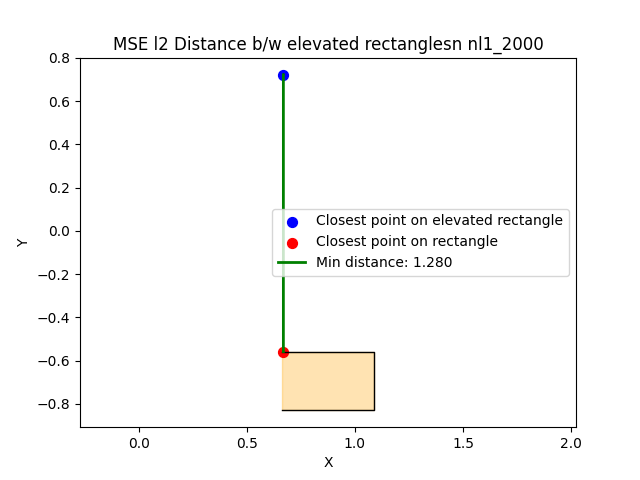 MSE l2 Distance b/w elevated rectanglesn nl1_2000
0.8
0.6
0.4
0.2
0.0
−0.2
−0.4
−0.6
−0.8
Y
Closest point on elevated rectangle
Closest point on rectangle
Min distance: 1.280
0.0 0.5 1.0 1.5 2.0
X